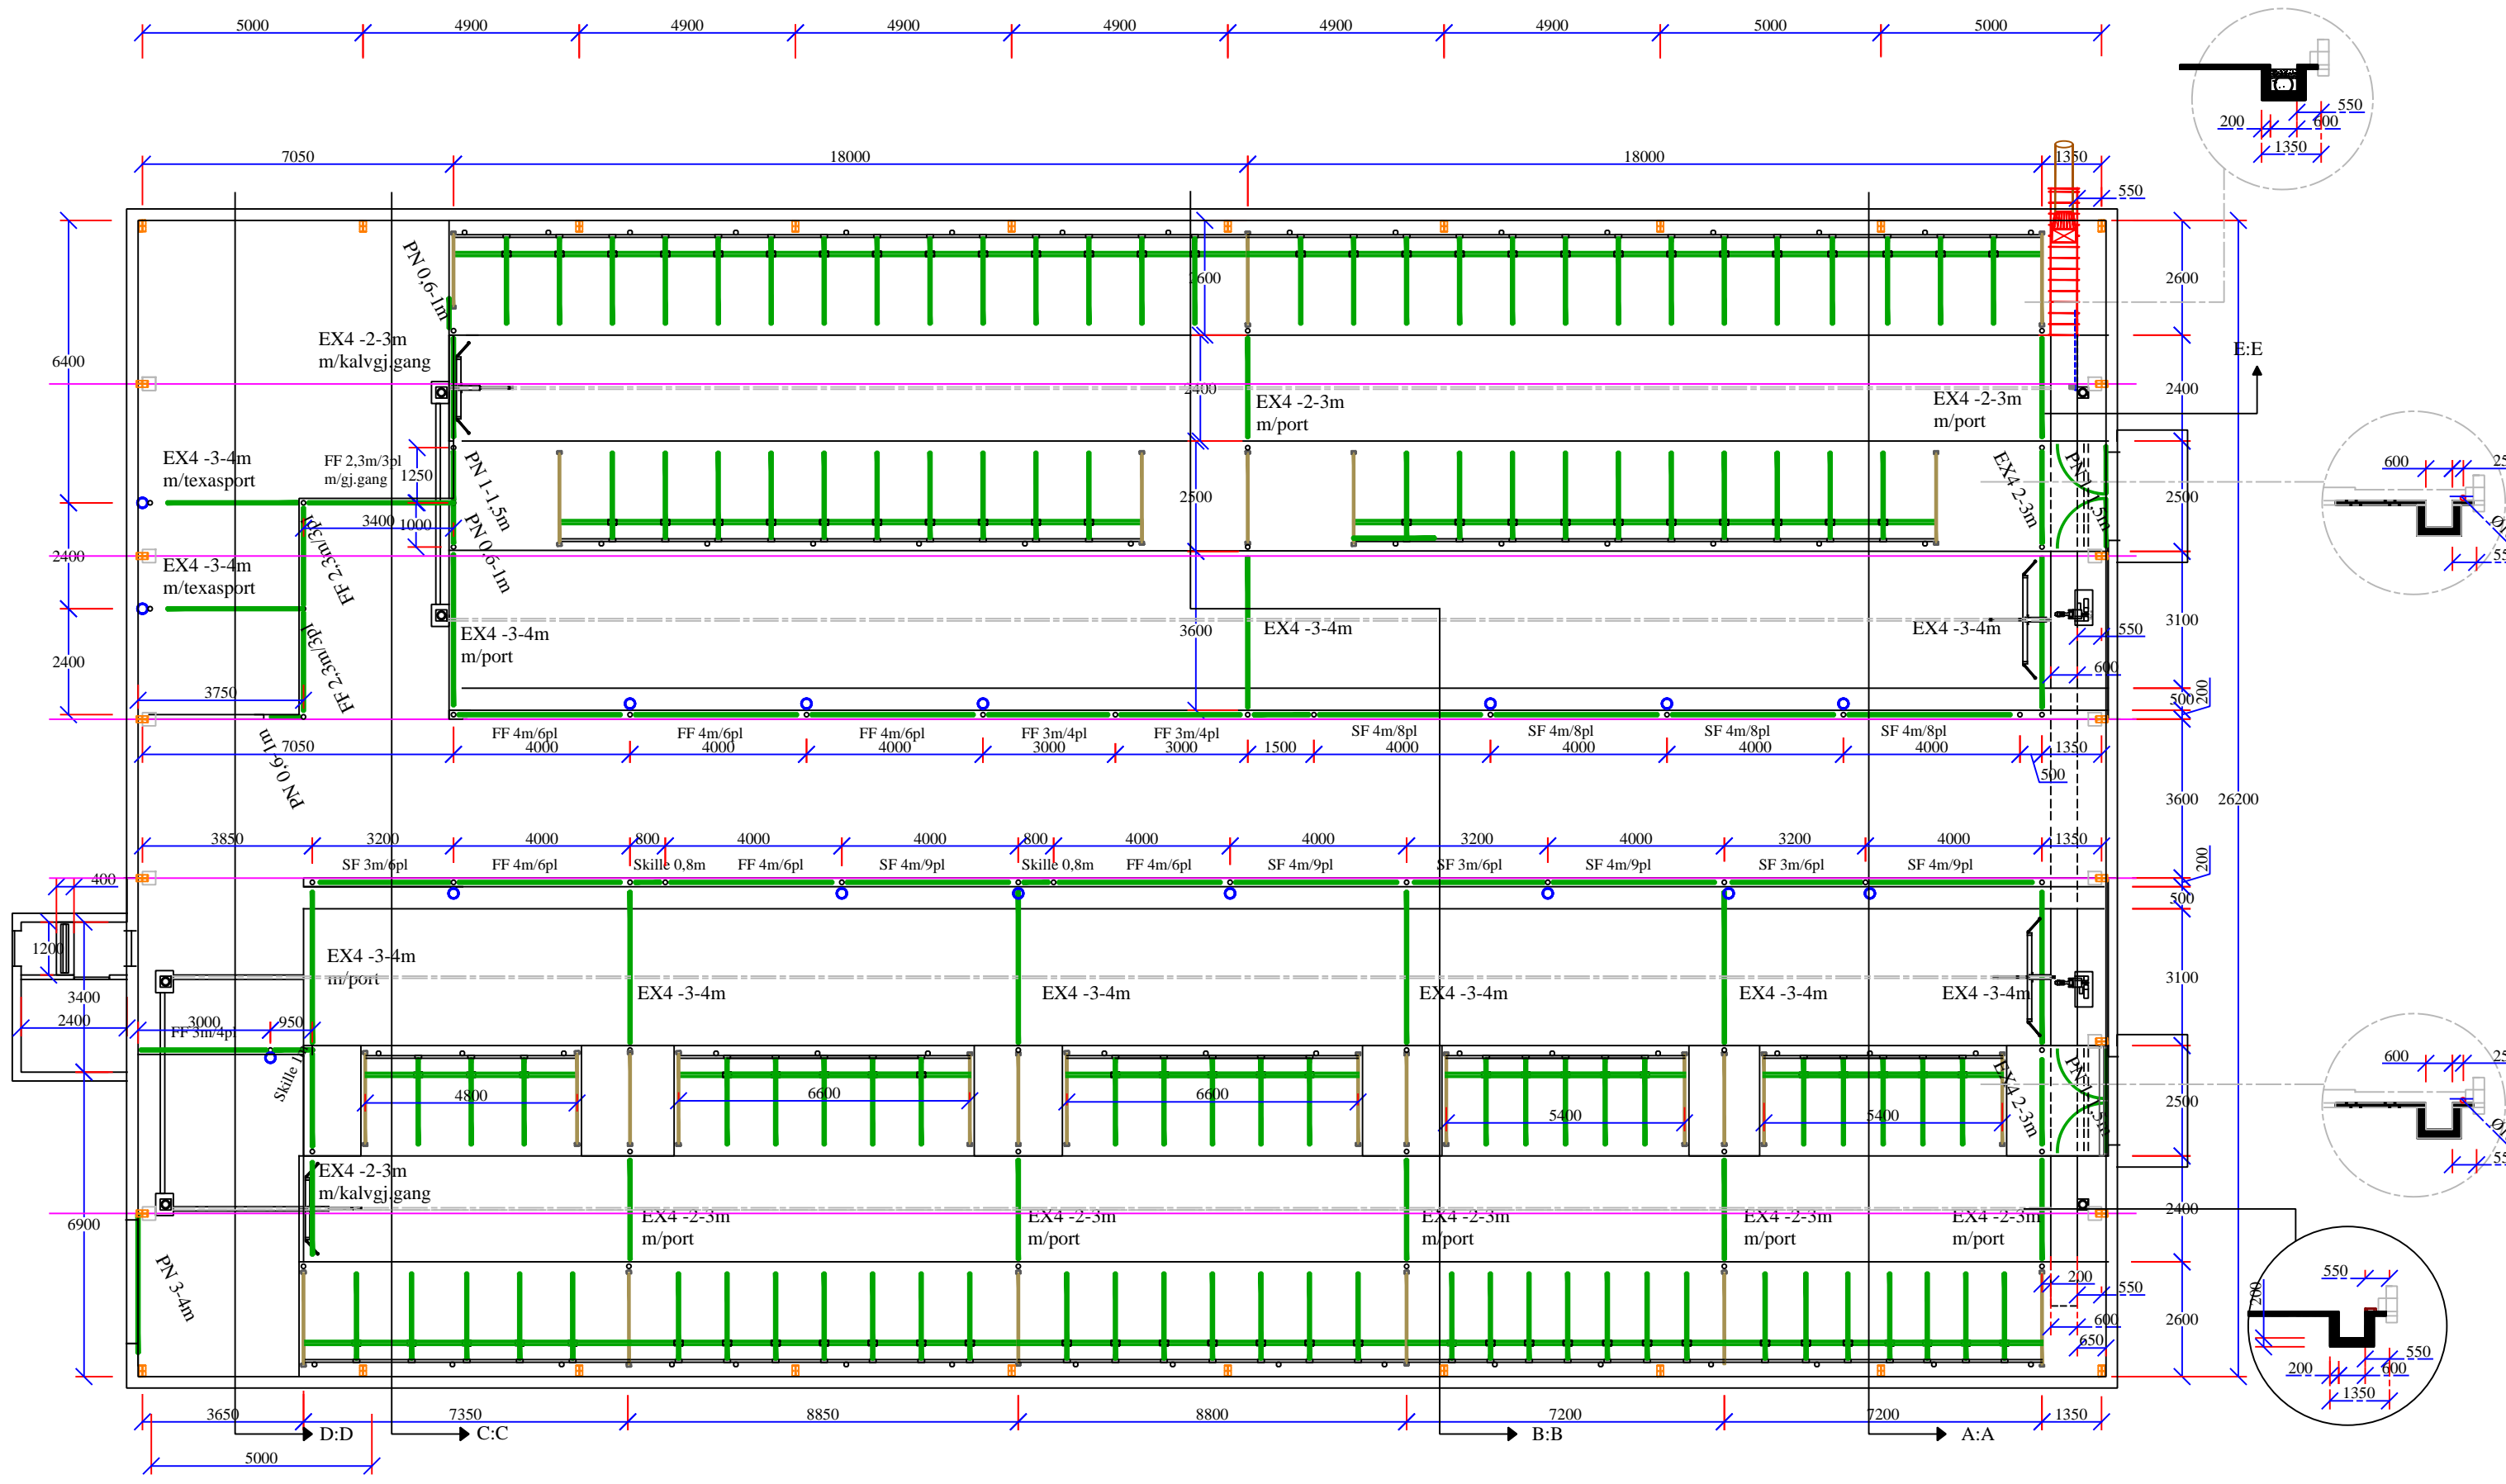 5000 4900 4900 4900 4900 4900 4900 5000 5000
550
200 600
1350
7050 18000 18000 1350
550
PN 0,6-1m
2600 2600
EX4 -2-3m
m/kalvgj.gang
6400
E:E
2400 2400
EX4 -2-3m
m/port
EX4 -2-3m
m/port
EX4 -3-4m
m/texasport
FF 2,3m/3pl
m/gj.gang
1250
PN 1-1,5m
EX4 2-3m
600
2500 2500
3400 1000
PN 0,6-1m
FF 2,3m/3pl
2400
EX4 -3-4m
m/texasport
550
EX4 -3-4m
m/port
3600
EX4 -3-4m
EX4 -3-4m
3100
2400
FF 2,3m/3pl
600
3750
500 200
FF 4m/6pl FF 4m/6pl FF 4m/6pl FF 3m/4pl FF 3m/4pl SF 4m/8pl SF 4m/8pl SF 4m/8pl SF 4m/8pl
7050 4000 4000 4000 3000 3000 1500 4000 4000 4000 4000 1350
500
PN 0,6-1m
3600 26200
3850 3200 4000 800 4000 4000 800 4000 4000 3200 4000 3200 4000 1350
SF 3m/6pl FF 4m/6pl Skille 0,8m FF 4m/6pl SF 4m/9pl Skille 0,8m FF 4m/6pl SF 4m/9pl SF 3m/6pl SF 4m/9pl SF 3m/6pl SF 4m/9pl
200
400
500
1200
EX4 -3-4m
m/port
EX4 -3-4m EX4 -3-4m EX4 -3-4m EX4 -3-4m EX4 -3-4m
3100
3400
2400 3000 950
FF 3m/4pl
600
4800 6600 6600 5400 5400
EX4 2-3m
2500
EX4 -2-3m
m/kalvgj.gang
6900
EX4 -2-3m
m/port
EX4 -2-3m
m/port
EX4 -2-3m
m/port
EX4 -2-3m
m/port
EX4 -2-3m
m/port
2400
PN 3-4m
200
550
600
650
2600
550
200
550
200 600
1350
3650 7350 8850 8800 7200 7200 1350
D:D C:C B:B A:A
5000